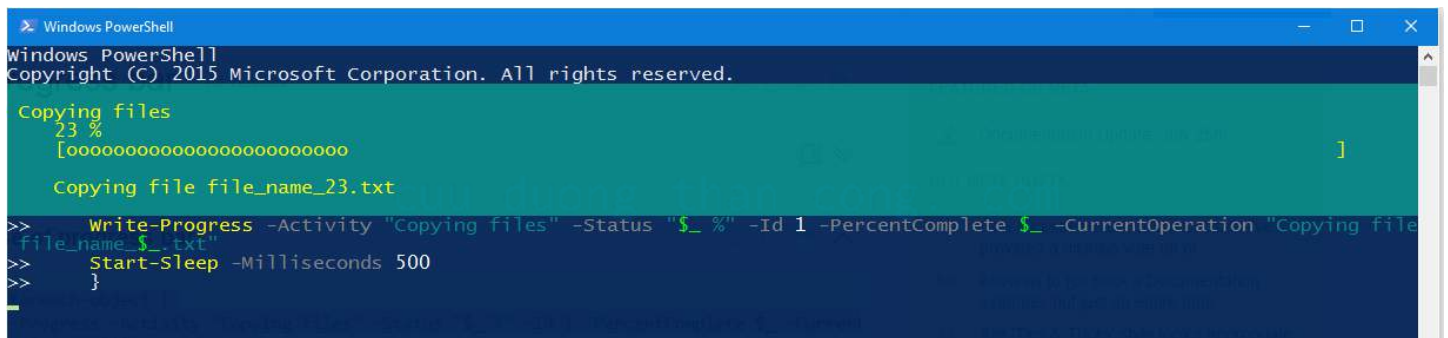 Windows PowerShell
Windows PowerShell
Copyright (C) 2015 Microsoft Corporation. All rights reserved.
Copying files
23 %
[oooooooooooooooooooooooo ]
Copying file file_name_23.txt
>> Write-Progress -Activity "Copying files" -Status "$_ %" -Id 1 -PercentComplete $_ -CurrentOperation "Copying file
file_name_$_.txt"
>> Start-Sleep -Milliseconds 500
>> }